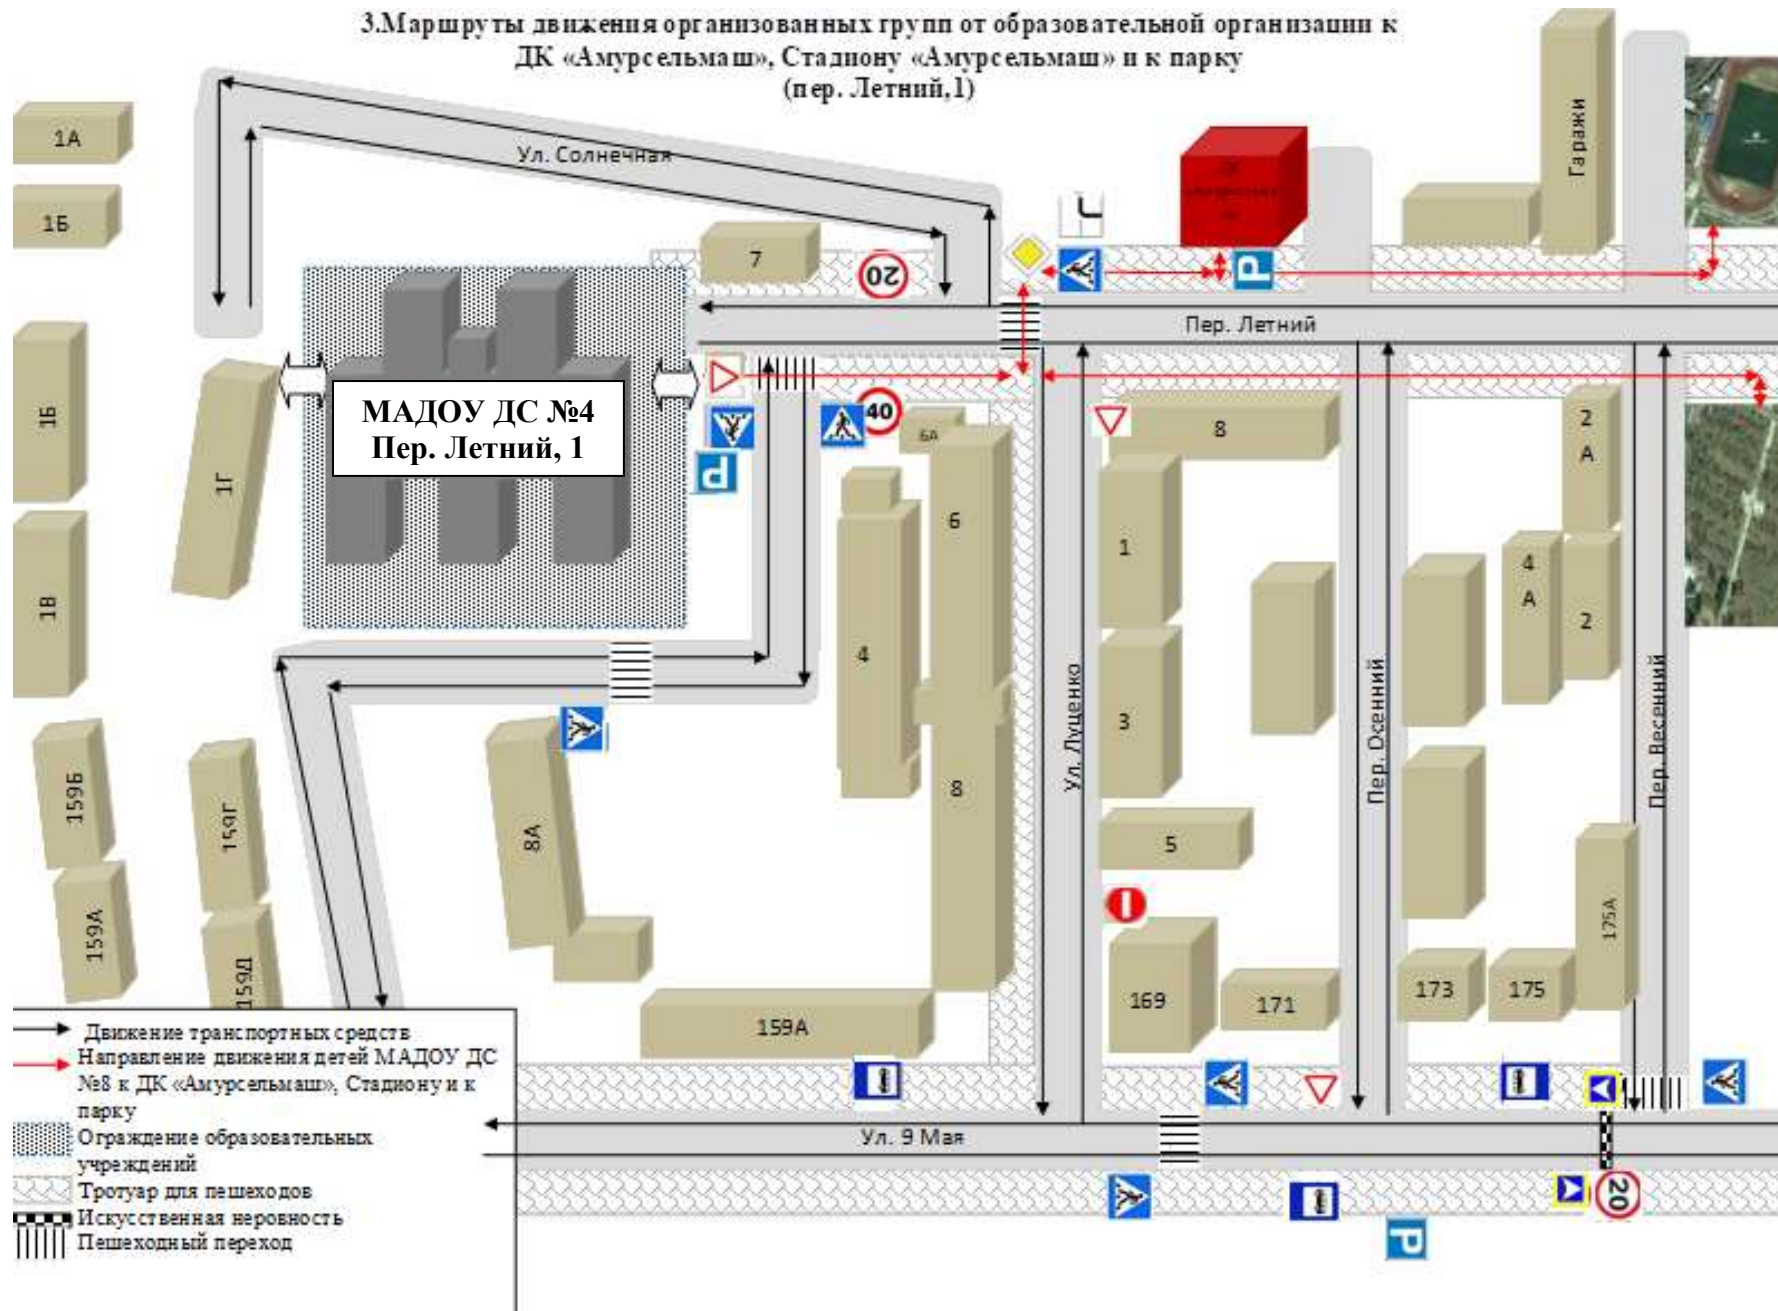 3.Маршруты движения организованных групп от образовательной организации к
ДК «Амурсельмаш», Стадиону «Амурсельмаш» и к парку
(пер. Летний,1)
1А
Ул. Солнечная
Гаражи
1Б
7
20
P
Пер. Летний
МАДОУ ДС №4
Пер. Летний, 1
1Б
1Г
40
6А
8
2
А
P
6
1
4
А
2
1В
4
3
Ул. Луценко
Пер. Осенний
Пер. Весенний
159Б
159Г
8А
8
5
159А
159Д
175А
169
171
173
175
159А
Движение транспортных средств
Направление движения детей МАДОУ ДС
№8 к ДК «Амурсельмаш», Стадиону и к
парку
Ограждение образовательных
учреждений
Тротуар для пешеходов
Искусственная неровность
Пешеходный переход
Ул. 9 Мая
20
P